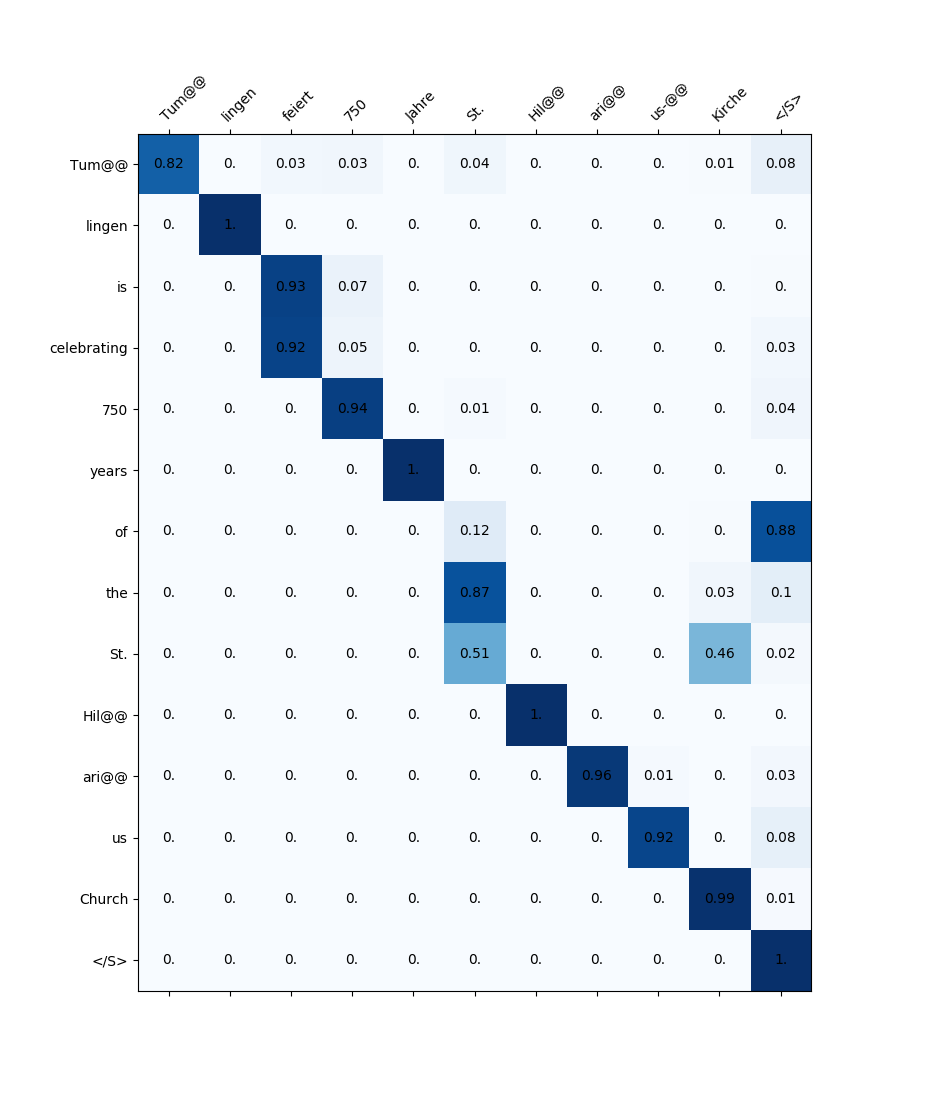 Tum@@ lingen feiert 750 Jahre St. Hil@@ ari@@ us-@@ Kirche </S>
Tum@@ 0.82 0. 0.03 0.03 0. 0.04 0. 0. 0. 0.01 0.08
lingen 0. 1. 0. 0. 0. 0. 0. 0. 0. 0. 0.
is 0. 0. 0.93 0.07 0. 0. 0. 0. 0. 0. 0.
celebrating 0. 0. 0.92 0.05 0. 0. 0. 0. 0. 0. 0.03
750 0. 0. 0. 0.94 0. 0.01 0. 0. 0. 0. 0.04
years 0. 0. 0. 0. 1. 0. 0. 0. 0. 0. 0.
of 0. 0. 0. 0. 0. 0.12 0. 0. 0. 0. 0.88
the 0. 0. 0. 0. 0. 0.87 0. 0. 0. 0.03 0.1
St. 0. 0. 0. 0. 0. 0.51 0. 0. 0. 0.46 0.02
Hil@@ 0. 0. 0. 0. 0. 0. 1. 0. 0. 0. 0.
ari@@ 0. 0. 0. 0. 0. 0. 0. 0.96 0.01 0. 0.03
us 0. 0. 0. 0. 0. 0. 0. 0. 0.92 0. 0.08
Church 0. 0. 0. 0. 0. 0. 0. 0. 0. 0.99 0.01
</S> 0. 0. 0. 0. 0. 0. 0. 0. 0. 0. 1.